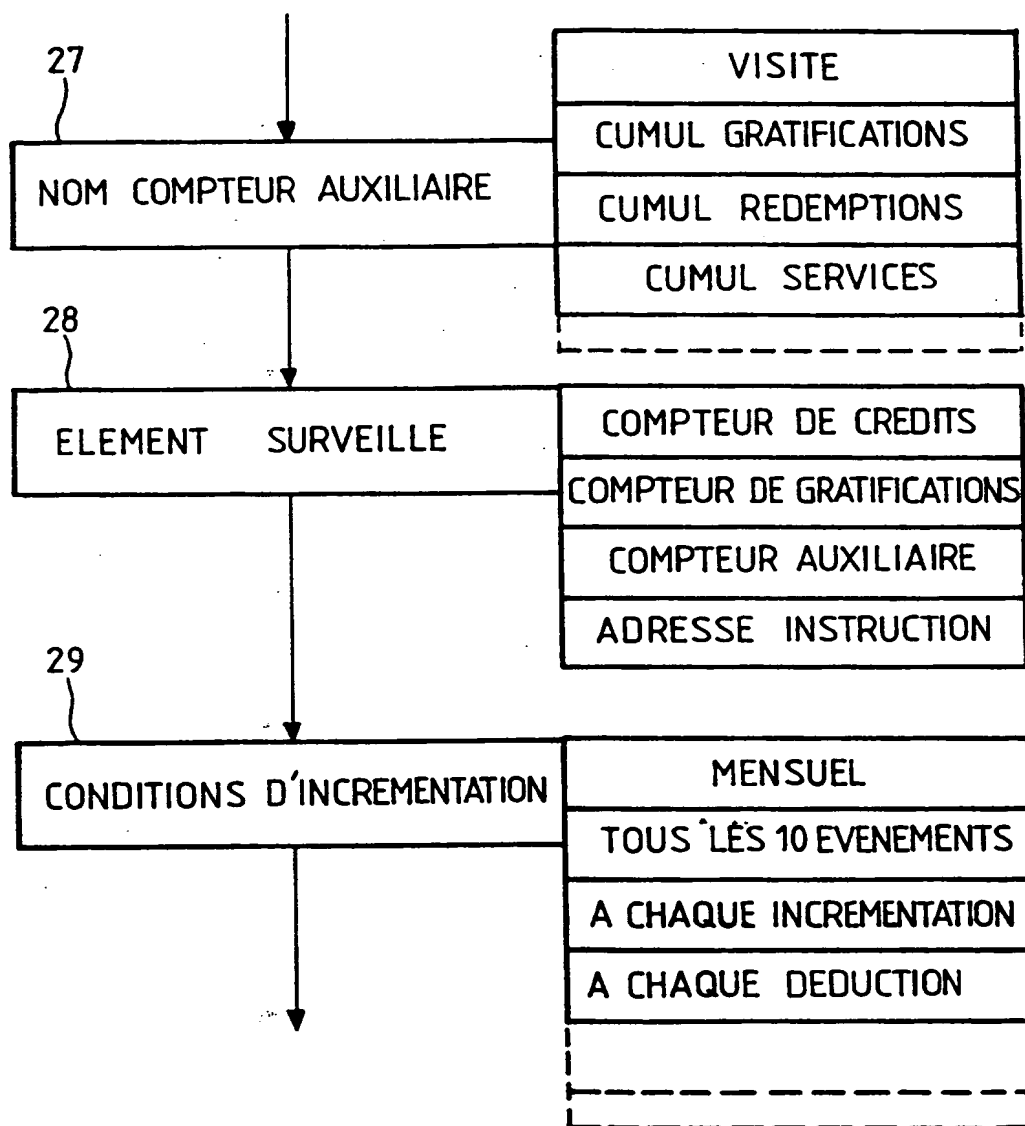 27
NOM COMPTEUR AUXILIAIRE
VISITE
CUMUL GRATIFICATIONS
CUMUL REDEMPTIONS
CUMUL SERVICES
28
ELEMENT SURVEILLE
COMPTEUR DE CREDITS
COMPTEUR DE GRATIFICATIONS
COMPTEUR AUXILIAIRE
ADRESSE INSTRUCTION
29
CONDITIONS D'INCREMENTATION
MENSUEL
TOUS LES 10 EVENEMENTS
A CHAQUE INCREMENTATION
A CHAQUE DEDUCTION